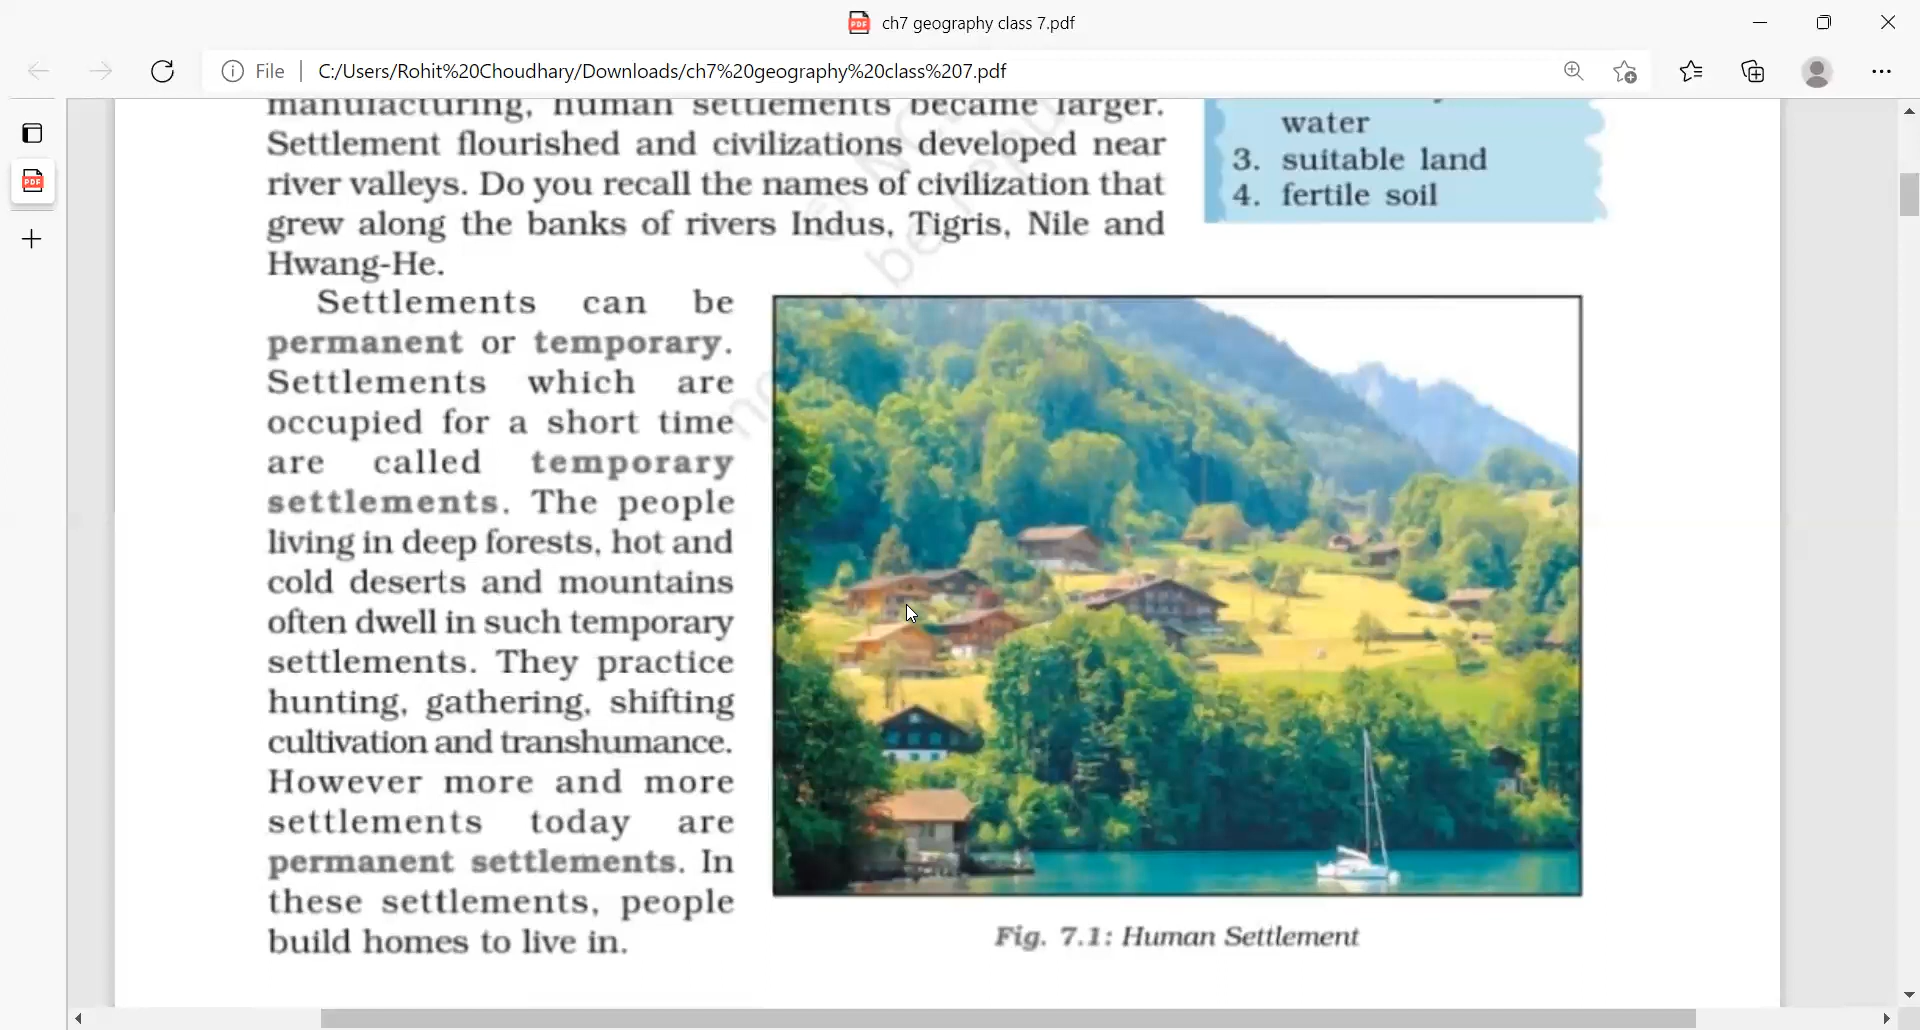 ch7 geography class 7.pdf
File
C:/Users/Rohit%20Choudhary/Downloads/ch7%20geography%20class%207.pdf
manufacturing, human settlements became larger.
Settlement flourished and civilizations developed near
river valleys. Do you recall the names of civilization that
grew along the banks of rivers Indus, Tigris, Nile and
Hwang-He.
water
3. suitable land
4. fertile soil
Settlements can be
permanent or temporary.
Settlements which are
occupied for a short time
are called temporary
settlements. The people
living in deep forests, hot and
cold deserts and mountains
often dwell in such temporary
settlements. They practice
hunting, gathering, shifting
cultivation and transhumance.
However more and more
settlements today are
permanent settlements. In
these settlements, people
build homes to live in.
Fig. 7.1: Human Settlement